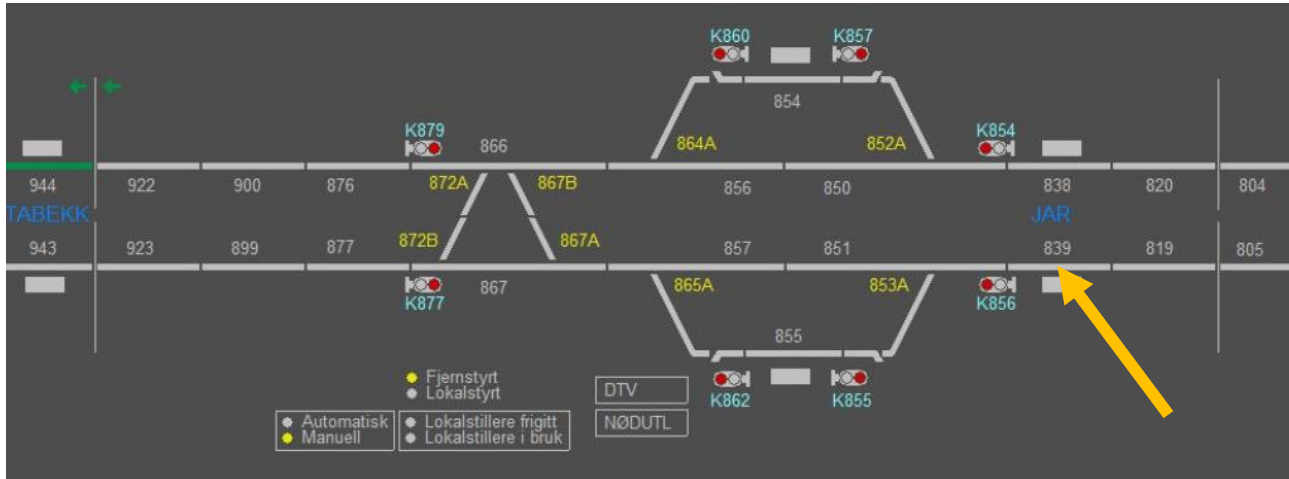 K860 K857
854
K879 866 864A 852A K854
944 922 900 876 872A 867B 856 850 838 820 804
TABEKK JAR
943 923 899 877 872B 867A 857 851 839 819 805
K877 867 865A 853A K856
855
Fjernstyrt
Lokalstyrt
DTV
K862 K855
Automatisk Lokalstillere frigitt NØDUTL
Manuell Lokalstillere i bruk